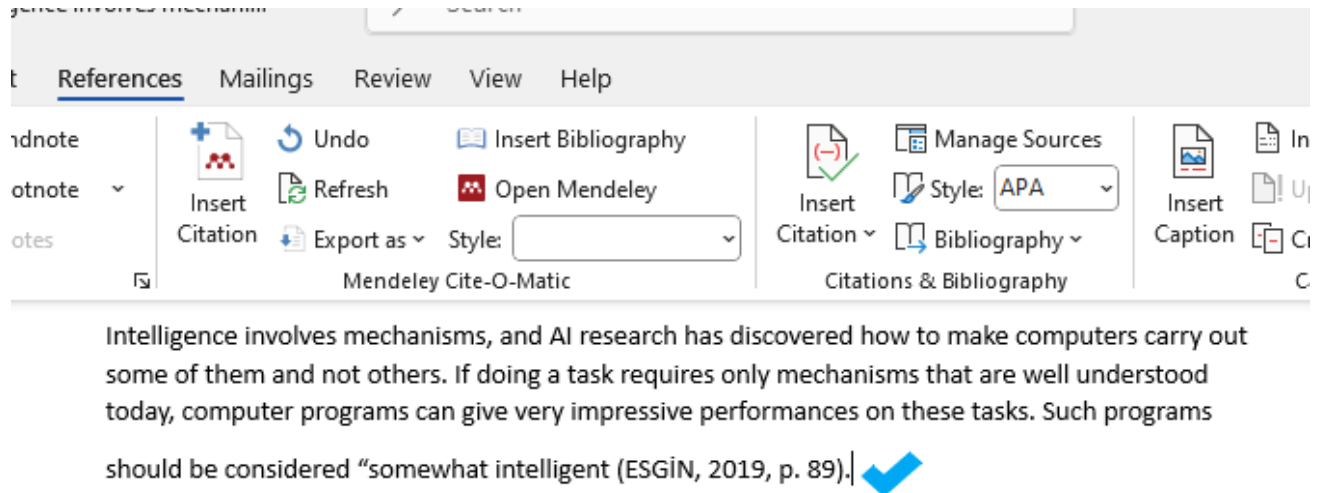 References Mailings Review View Help
Undo Insert Bibliography Manage Sources
Refresh Open Mendeley Style: APA
Insert Citation Export as Style: Insert Citation Bibliography Insert Caption
Mendeley Cite-O-Matic Citations & Bibliography
Intelligence involves mechanisms, and AI research has discovered how to make computers carry out
some of them and not others. If doing a task requires only mechanisms that are well understood
today, computer programs can give very impressive performances on these tasks. Such programs
should be considered “somewhat intelligent (ESGİN, 2019, p. 89).